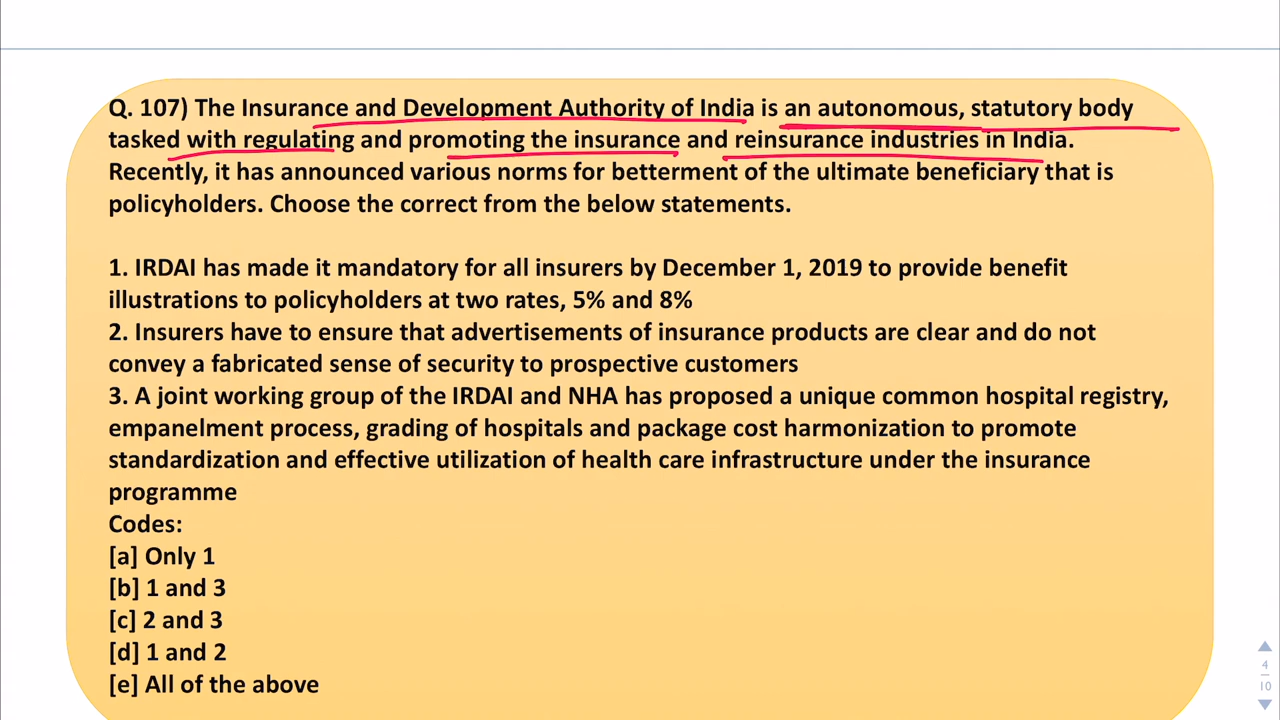 Q. 107) The Insurance and Development Authority of India is an autonomous, statutory body
tasked with regulating and promoting the insurance and reinsurance industries in India.
Recently, it has announced various norms for betterment of the ultimate beneficiary that is
policyholders. Choose the correct from the below statements.
1. IRDAI has made it mandatory for all insurers by December 1, 2019 to provide benefit
illustrations to policyholders at two rates, 5% and 8%
2. Insurers have to ensure that advertisements of insurance products are clear and do not
convey a fabricated sense of security to prospective customers
3. A joint working group of the IRDAI and NHA has proposed a unique common hospital registry,
empanelment process, grading of hospitals and package cost harmonization to promote
standardization and effective utilization of health care infrastructure under the insurance
programme
Codes:
[a] Only 1
[b] 1 and 3
[c] 2 and 3
[d] 1 and 2
[e] All of the above
4
10